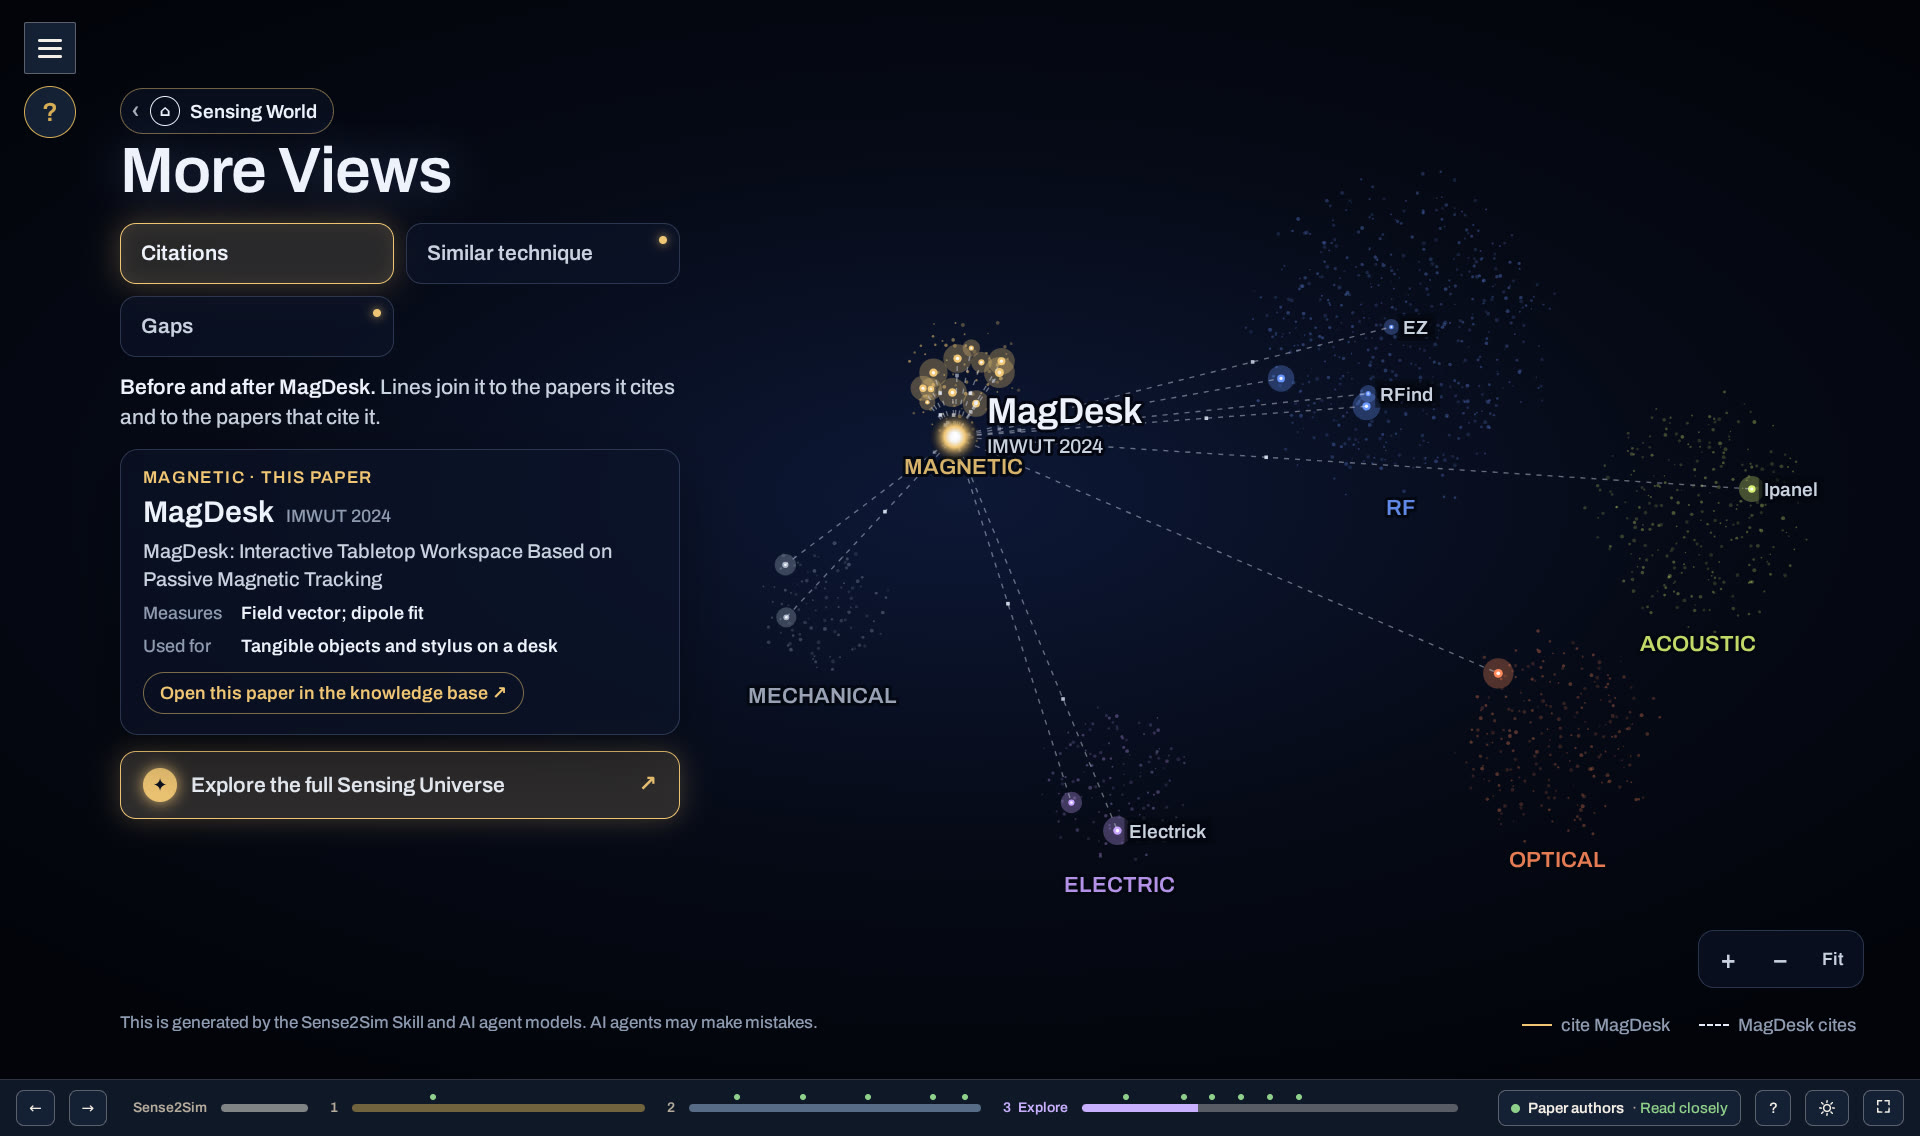 ?
Sensing World
More Views
Citations
Similar technique
Gaps
Before and after MagDesk. Lines join it to the papers it cites
and to the papers that cite it.
MAGNETIC · THIS PAPER
MagDesk IMWUT 2024
MagDesk: Interactive Tabletop Workspace Based on
Passive Magnetic Tracking
Measures Field vector; dipole fit
Used for Tangible objects and stylus on a desk
Open this paper in the knowledge base ↗
Explore the full Sensing Universe ↗
EZ
RFind
MagDesk
IMWUT 2024
MAGNETIC
Ipanel
RF
ACOUSTIC
MECHANICAL
Electrick
OPTICAL
ELECTRIC
+ − Fit
This is generated by the Sense2Sim Skill and AI agent models. AI agents may make mistakes.
cite MagDesk MagDesk cites
← → Sense2Sim 1 2 3 Explore Paper authors · Read closely ?